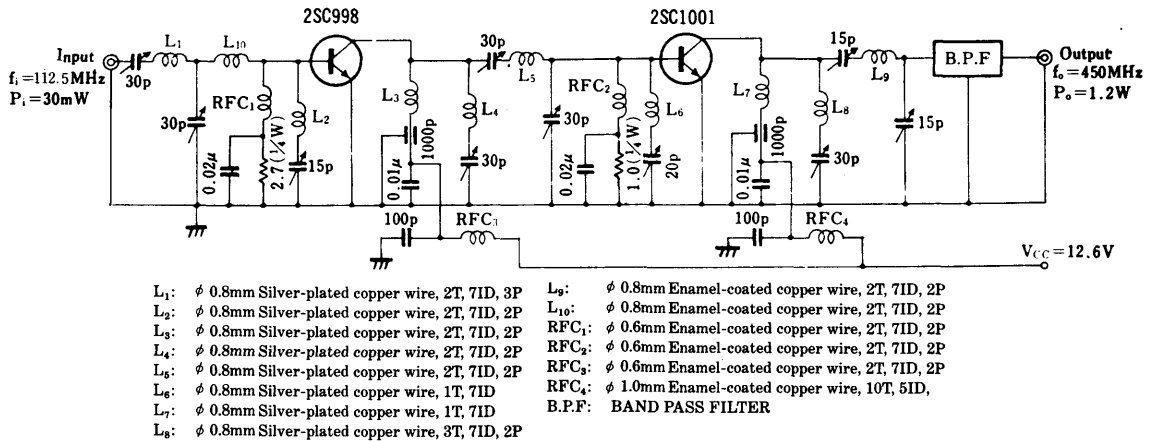 2SC998
2SC1001
Input
fi=112.5MHz
Pi=30mW
30p
L1
L10
30p
RFC1
L2
0.02μ
2.7(1/4W)
15p
L3
1000p
0.01μ
L4
30p
30p
L5
30p
RFC2
L6
0.02μ
1.0(1/4W)
20p
L7
1000p
0.01μ
L8
30p
15p
L9
15p
B.P.F
Output
fo=450MHz
Po=1.2W
100p
RFC3
100p
RFC4
VCC=12.6V
L1: φ 0.8mm Silver-plated copper wire, 2T, 7ID, 3P
L2: φ 0.8mm Silver-plated copper wire, 2T, 7ID, 2P
L3: φ 0.8mm Silver-plated copper wire, 2T, 7ID, 2P
L4: φ 0.8mm Silver-plated copper wire, 2T, 7ID, 2P
L5: φ 0.8mm Silver-plated copper wire, 2T, 7ID, 2P
L6: φ 0.8mm Silver-plated copper wire, 1T, 7ID
L7: φ 0.8mm Silver-plated copper wire, 1T, 7ID
L8: φ 0.8mm Silver-plated copper wire, 3T, 7ID, 2P
L9: φ 0.8mm Enamel-coated copper wire, 2T, 7ID, 2P
L10: φ 0.8mm Enamel-coated copper wire, 2T, 7ID, 2P
RFC1: φ 0.6mm Enamel-coated copper wire, 2T, 7ID, 2P
RFC2: φ 0.6mm Enamel-coated copper wire, 2T, 7ID, 2P
RFC3: φ 0.6mm Enamel-coated copper wire, 2T, 7ID, 2P
RFC4: φ 1.0mm Enamel-coated copper wire, 10T, 5ID,
B.P.F: BAND PASS FILTER